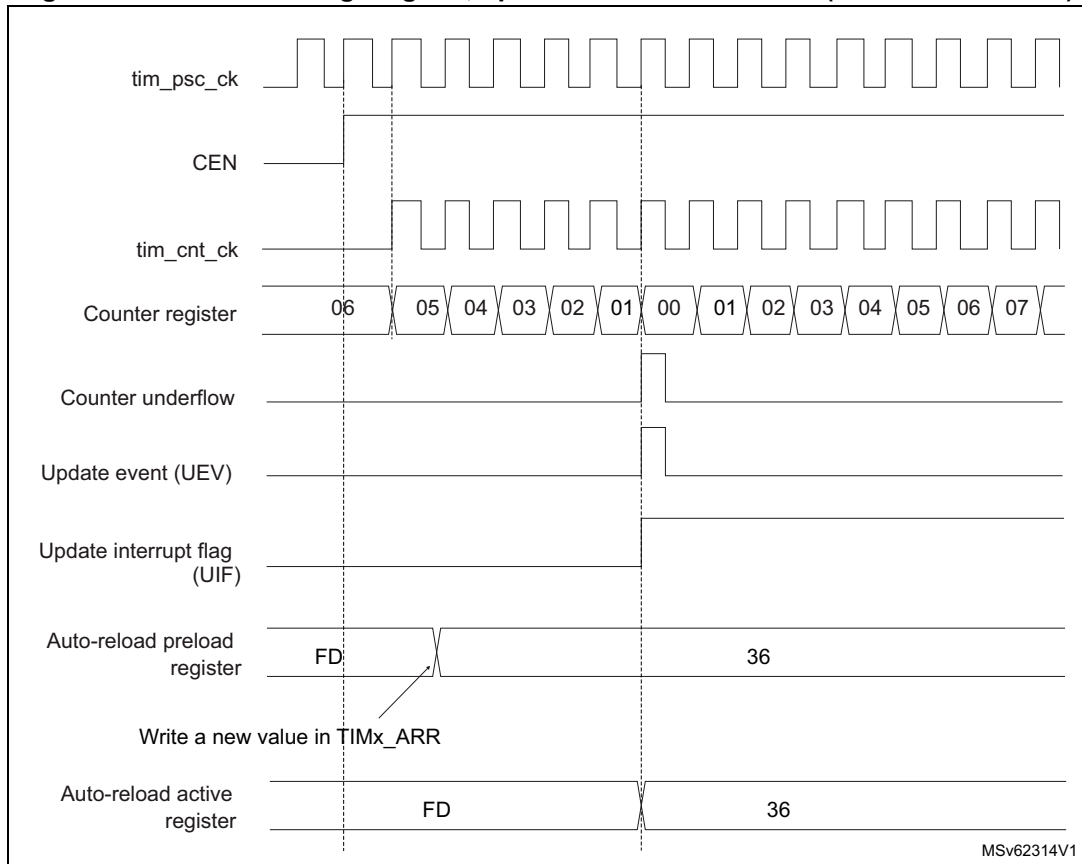 tim_psc_ck
CEN
tim_cnt_ck
Counter register
06 05 04 03 02 01 00 01 02 03 04 05 06 07
Counter underflow
Update event (UEV)
Update interrupt flag
(UIF)
Auto-reload preload
register
FD 36
Write a new value in TIMx_ARR
Auto-reload active
register
FD 36
MSv62314V1